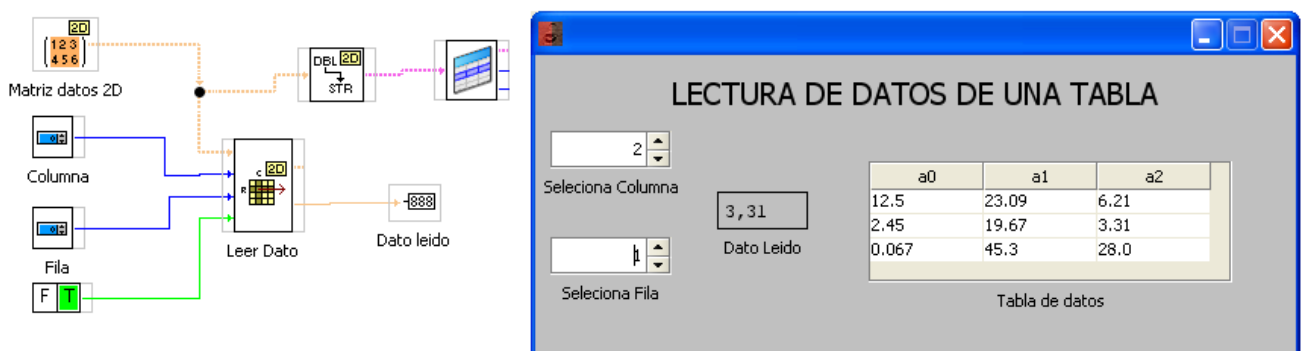 2D
1 2 3
4 5 6
Matriz datos 2D
DBL 2D
STR
Columna
C 2D
R
-888
Leer Dato
Dato leido
Fila
F T
LECTURA DE DATOS DE UNA TABLA
2
Seleciona Columna
3,31
Dato Leido
1
Seleciona Fila
a0 a1 a2
12.5 23.09 6.21
2.45 19.67 3.31
0.067 45.3 28.0
Tabla de datos